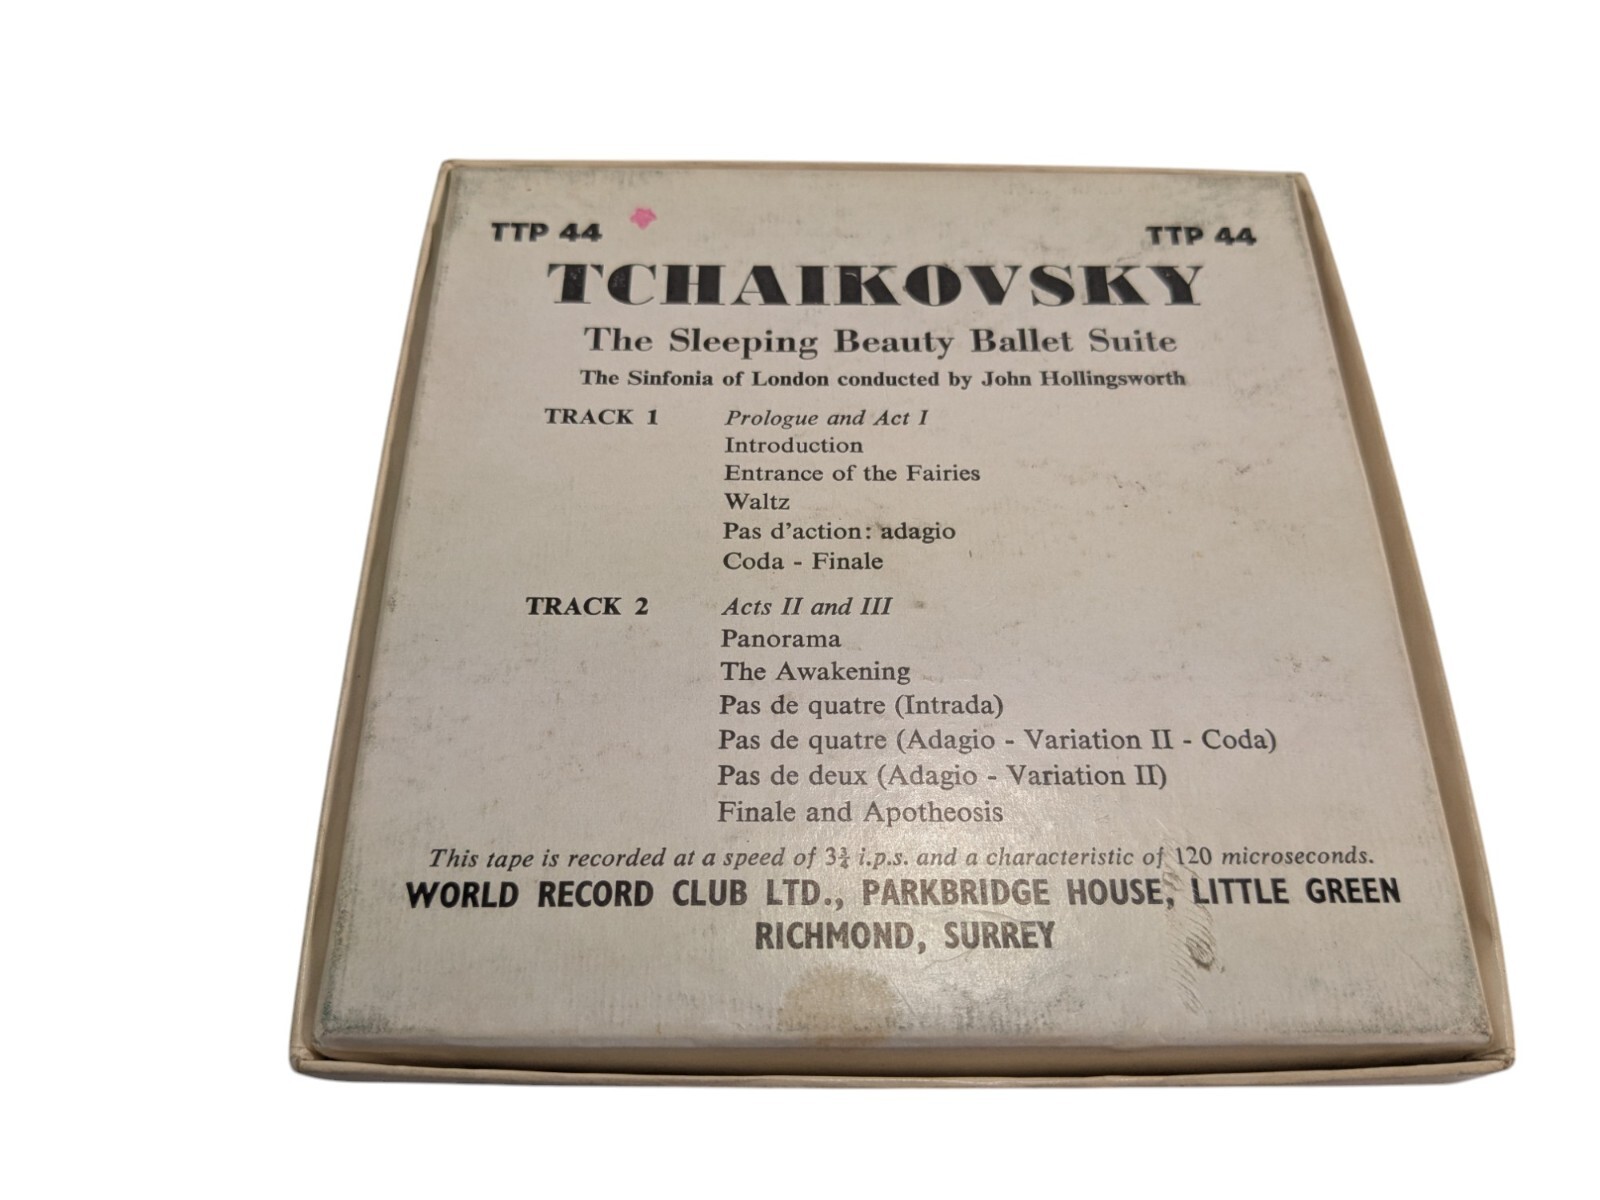 TTP 44 TTP 44
TCHAIKOVSKY
The Sleeping Beauty Ballet Suite
The Sinfonia of London conducted by John Hollingsworth
TRACK 1 Prologue and Act I
Introduction
Entrance of the Fairies
Waltz
Pas d'action: adagio
Coda - Finale
TRACK 2 Acts II and III
Panorama
The Awakening
Pas de quatre (Intrada)
Pas de quatre (Adagio - Variation II - Coda)
Pas de deux (Adagio - Variation II)
Finale and Apotheosis
This tape is recorded at a speed of 3¾ i.p.s. and a characteristic of 120 microseconds.
WORLD RECORD CLUB LTD., PARKBRIDGE HOUSE, LITTLE GREEN
RICHMOND, SURREY